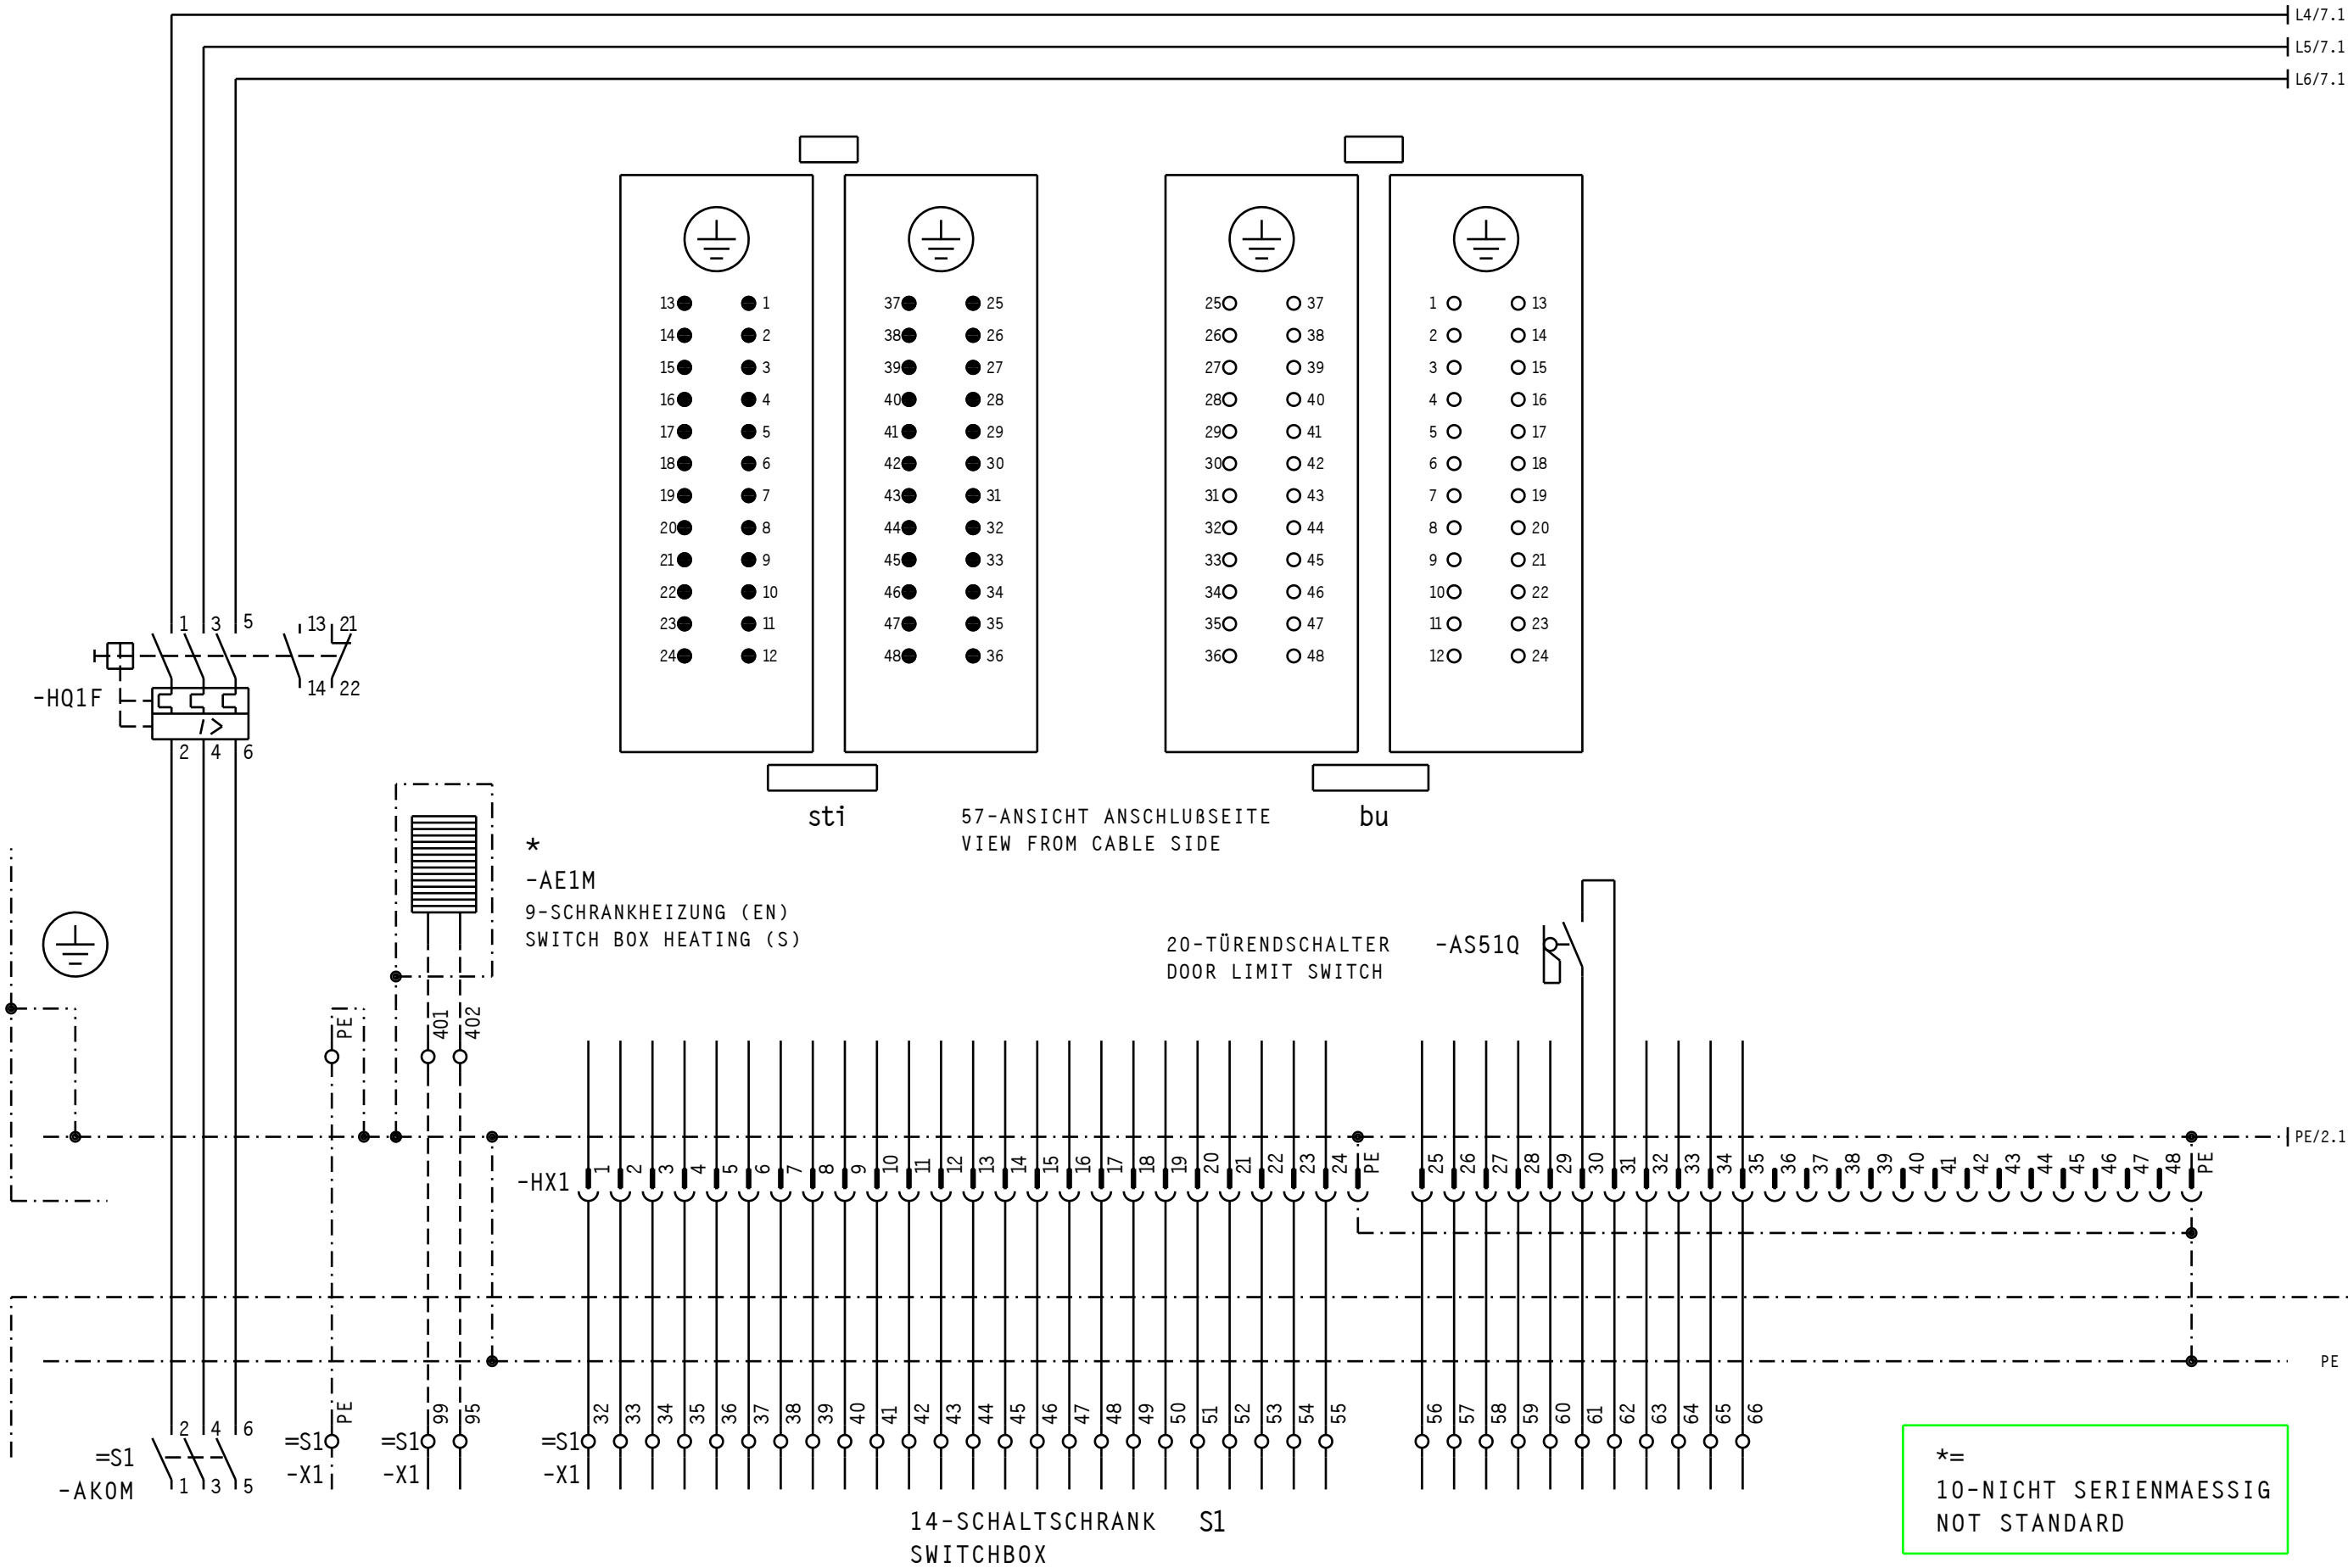 L4/7.1
L5/7.1
L6/7.1
13 1 37 25 25 37 1 13
14 2 38 26 26 38 2 14
15 3 39 27 27 39 3 15
16 4 40 28 28 40 4 16
17 5 41 29 29 41 5 17
18 6 42 30 30 42 6 18
19 7 43 31 31 43 7 19
20 8 44 32 32 44 8 20
21 9 45 33 33 45 9 21
22 10 46 34 34 46 10 22
23 11 47 35 35 47 11 23
24 12 48 36 36 48 12 24
1 3 5 13 21
-HQ1F
14 22
I>
2 4 6
sti
57-ANSICHT ANSCHLUßSEITE
VIEW FROM CABLE SIDE
bu
*
-AE1M
9-SCHRANKHEIZUNG (EN)
SWITCH BOX HEATING (S)
20-TÜRENDSCHALTER
DOOR LIMIT SWITCH
-AS51Q
PE 401 402
PE/2.1
-HX1
1 2 3 4 5 6 7 8 9 10 11 12 13 14 15 16 17 18 19 20 21 22 23 24 PE 25 26 27 28 29 30 31 32 33 34 35 36 37 38 39 40 41 42 43 44 45 46 47 48 PE
PE
PE 99 95 32 33 34 35 36 37 38 39 40 41 42 43 44 45 46 47 48 49 50 51 52 53 54 55 56 57 58 59 60 61 62 63 64 65 66
2 4 6
=S1
-AKOM
1 3 5
=S1
-X1
=S1
-X1
=S1
-X1
14-SCHALTSCHRANK S1
SWITCHBOX
*=
10-NICHT SERIENMAESSIG
NOT STANDARD